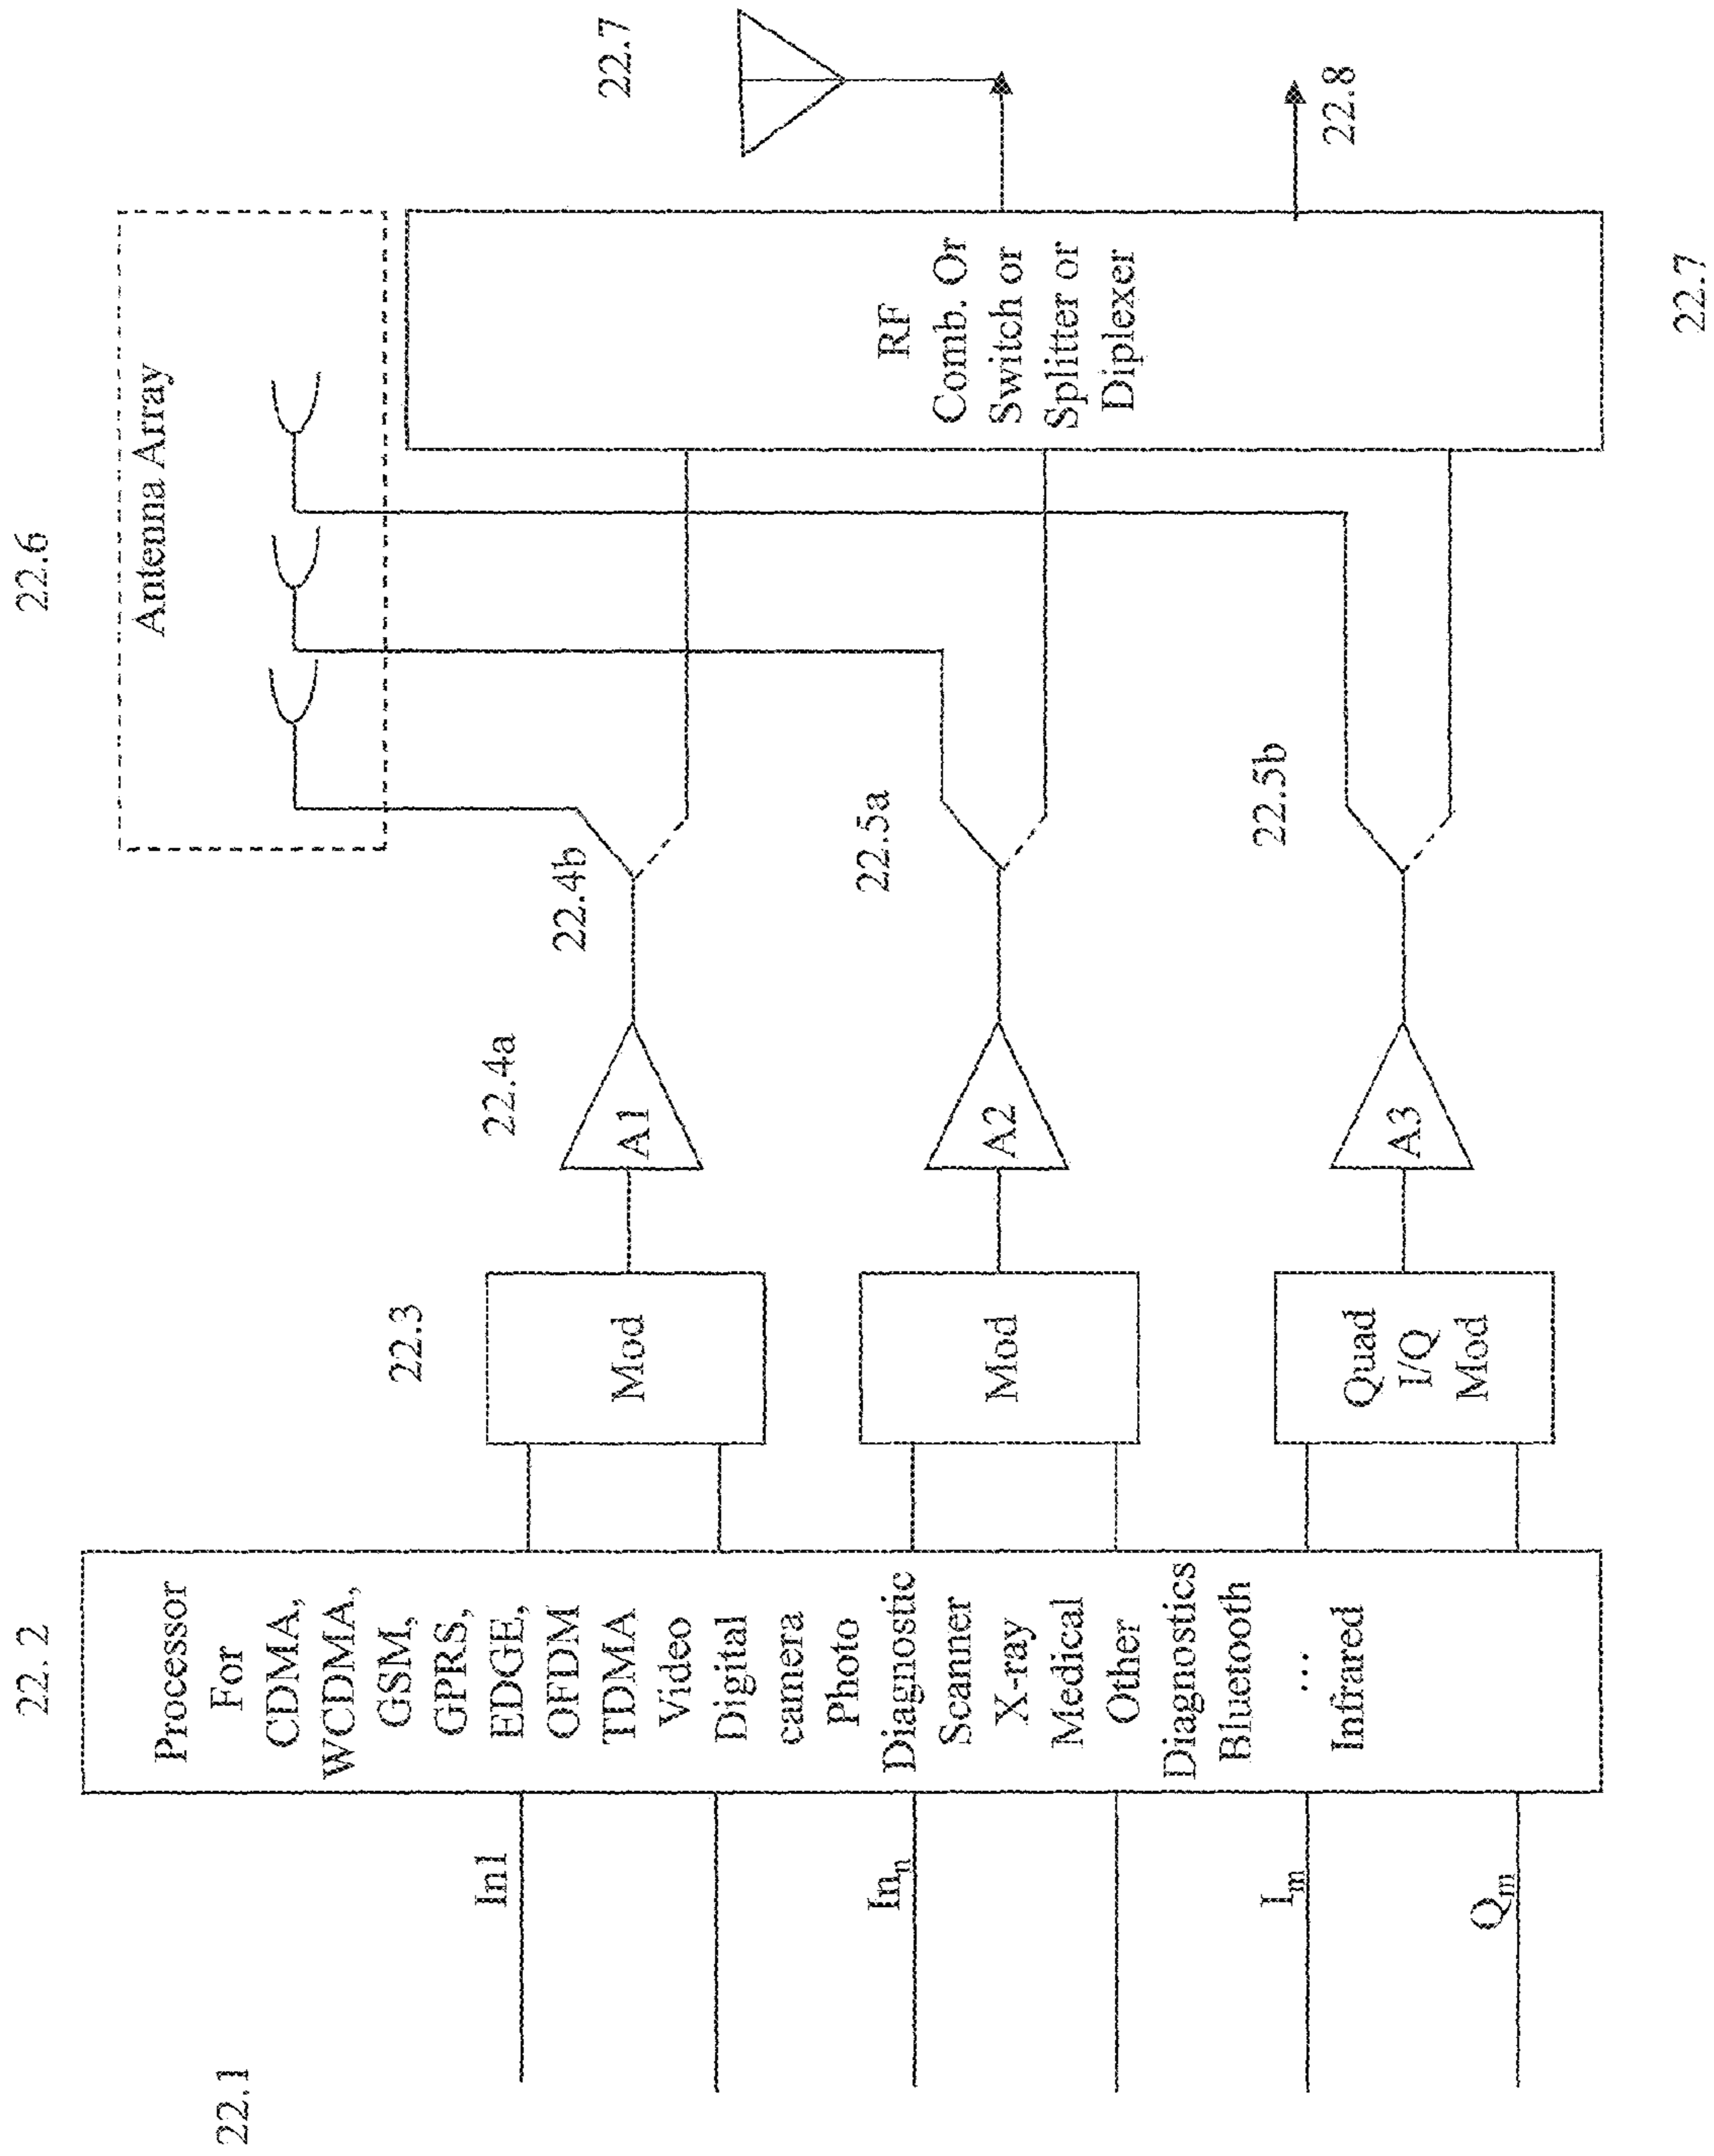 22.1
In1
In_n
I_m
Q_m
22.2
Processor
For
CDMA,
WCDMA,
GSM,
GPRS,
EDGE,
OFDM
TDMA
Video
Digital
camera
Photo
Diagnostic
Scanner
X-ray
Medical
Other
Diagnostics
Bluetooth
...
Infrared
22.3
Mod
Mod
Quad
I/Q
Mod
22.4a
A1
A2
A3
22.4b
22.5a
22.5b
22.6
Antenna Array
RF
Comb. Or
Switch or
Splitter or
Diplexer
22.7
22.7
22.8